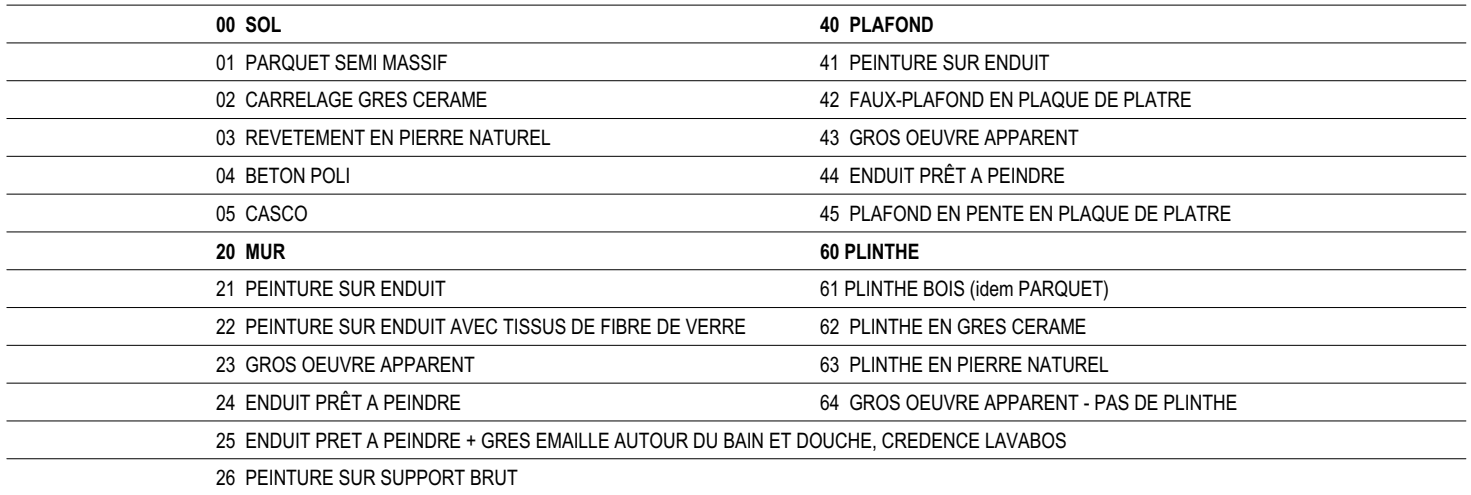 00 SOL 40 PLAFOND
01 PARQUET SEMI MASSIF 41 PEINTURE SUR ENDUIT
02 CARRELAGE GRES CERAME 42 FAUX-PLAFOND EN PLAQUE DE PLATRE
03 REVETEMENT EN PIERRE NATUREL 43 GROS OEUVRE APPARENT
04 BETON POLI 44 ENDUIT PRÊT A PEINDRE
05 CASCO 45 PLAFOND EN PENTE EN PLAQUE DE PLATRE
20 MUR 60 PLINTHE
21 PEINTURE SUR ENDUIT 61 PLINTHE BOIS (idem PARQUET)
22 PEINTURE SUR ENDUIT AVEC TISSUS DE FIBRE DE VERRE 62 PLINTHE EN GRES CERAME
23 GROS OEUVRE APPARENT 63 PLINTHE EN PIERRE NATUREL
24 ENDUIT PRÊT A PEINDRE 64 GROS OEUVRE APPARENT - PAS DE PLINTHE
25 ENDUIT PRET A PEINDRE + GRES EMAILLE AUTOUR DU BAIN ET DOUCHE, CREDENCE LAVABOS
26 PEINTURE SUR SUPPORT BRUT